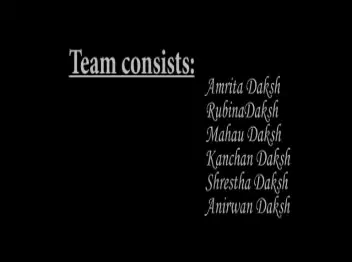 Team consists:
Amrita Daksh
RubinaDaksh
Mahau Daksh
Kanchan Daksh
Shrestha Daksh
Anirwan Daksh